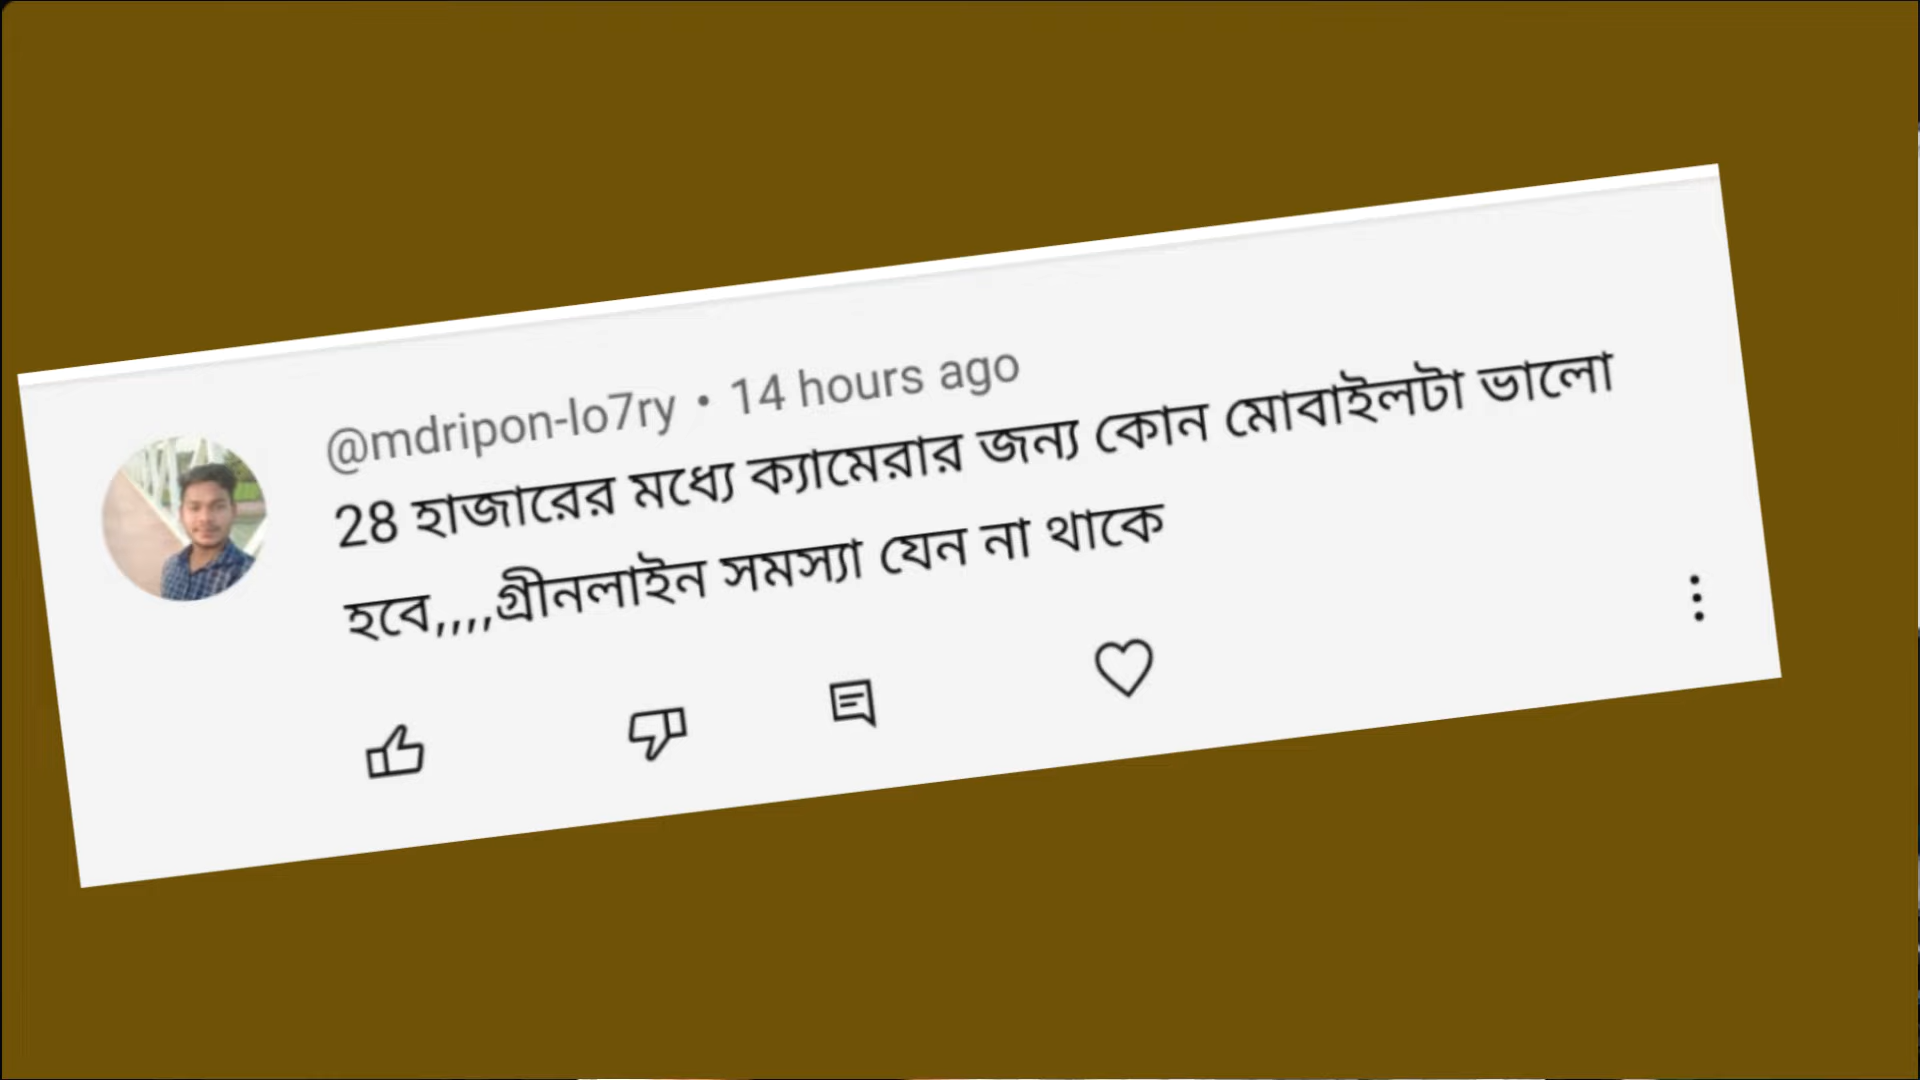 @mdripon-lo7ry • 14 hours ago
28 হাজারের মধ্যে ক্যামেরার জন্য কোন মোবাইলটা ভালো
হবে,,,,গ্রীনলাইন সমস্যা যেন না থাকে